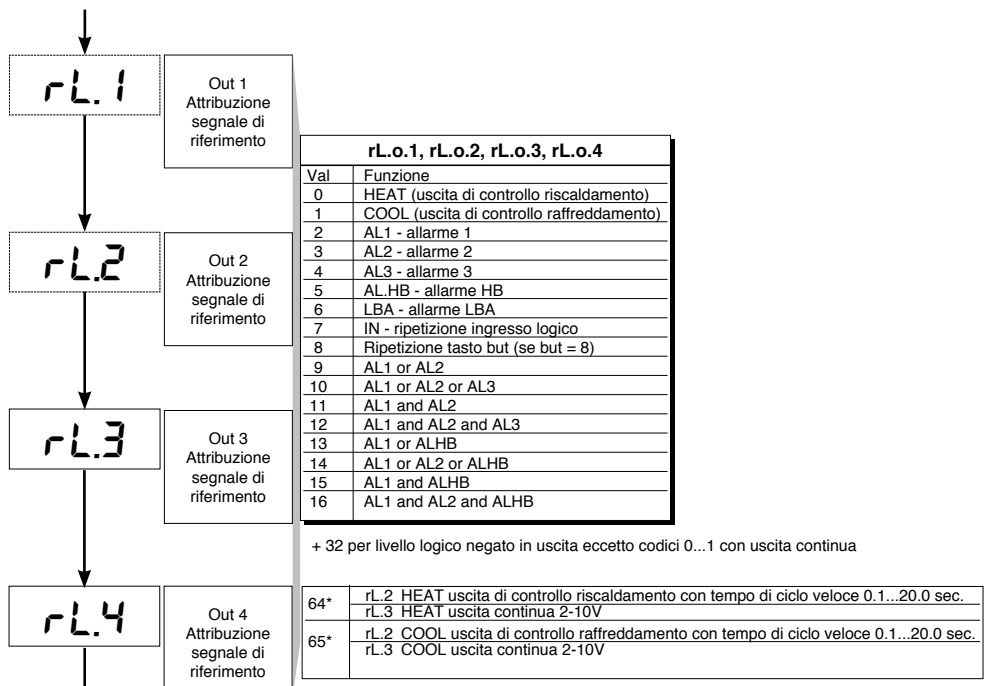 rL.1
Out 1
Attribuzione
segnale di
riferimento
rL.o.1, rL.o.2, rL.o.3, rL.o.4
Val Funzione
0 HEAT (uscita di controllo riscaldamento)
1 COOL (uscita di controllo raffreddamento)
2 AL1 - allarme 1
3 AL2 - allarme 2
4 AL3 - allarme 3
5 AL.HB - allarme HB
6 LBA - allarme LBA
7 IN - ripetizione ingresso logico
8 Ripetizione tasto but (se but = 8)
9 AL1 or AL2
10 AL1 or AL2 or AL3
11 AL1 and AL2
12 AL1 and AL2 and AL3
13 AL1 or ALHB
14 AL1 or AL2 or ALHB
15 AL1 and ALHB
16 AL1 and AL2 and ALHB
rL.2
Out 2
Attribuzione
segnale di
riferimento
rL.3
Out 3
Attribuzione
segnale di
riferimento
+ 32 per livello logico negato in uscita eccetto codici 0...1 con uscita continua
rL.4
Out 4
Attribuzione
segnale di
riferimento
64* rL.2 HEAT uscita di controllo riscaldamento con tempo di ciclo veloce 0.1...20.0 sec.
rL.3 HEAT uscita continua 2-10V
65* rL.2 COOL uscita di controllo raffreddamento con tempo di ciclo veloce 0.1...20.0 sec.
rL.3 COOL uscita continua 2-10V